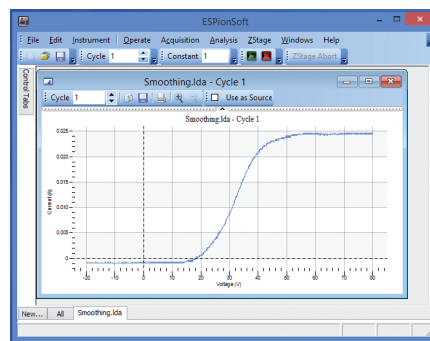 ESPionSoft
File Edit Instrument Operate Acquisition Analysis ZStage Windows Help
Cycle 1 Constant 1 ZStage Abort
Control Tabs
Smoothing.lda - Cycle 1
Cycle 1 Use as Source
Smoothing.lda - Cycle 1
0.025
0.020
0.015
Current (A)
0.010
0.005
0
-20 -10 0 10 20 30 40 50 60 70 80
Voltage (V)
New... All Smoothing.lda